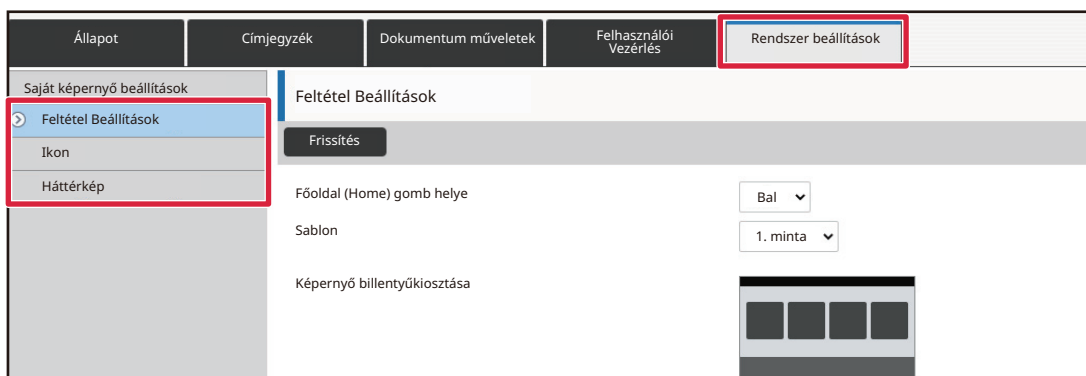 Állapot
Címjegyzék
Dokumentum műveletek
Felhasználói
Vezérlés
Rendszer beállítások
Saját képernyő beállítások
Feltétel Beállítások
Ikon
Háttérkép
Feltétel Beállítások
Frissítés
Főoldal (Home) gomb helye
Bal
Sablon
1. minta
Képernyő billentyűkiosztása